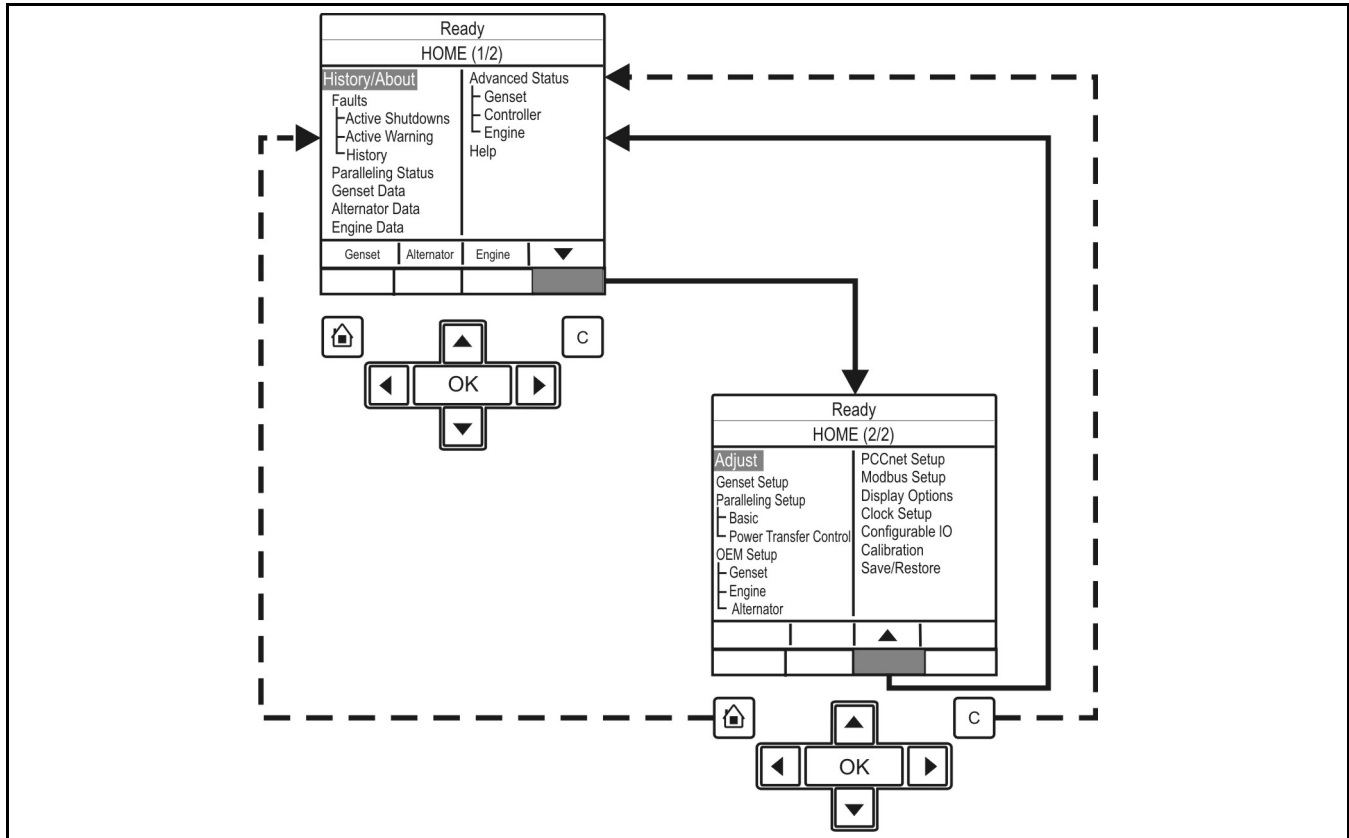 Ready
HOME (1/2)
History/About
Faults
Active Shutdowns
Active Warning
History
Paralleling Status
Genset Data
Alternator Data
Engine Data
Advanced Status
Genset
Controller
Engine
Help
Genset Alternator Engine
C
OK
Ready
HOME (2/2)
Adjust
Genset Setup
Paralleling Setup
Basic
Power Transfer Control
OEM Setup
Genset
Engine
Alternator
PCCnet Setup
Modbus Setup
Display Options
Clock Setup
Configurable IO
Calibration
Save/Restore
C
OK